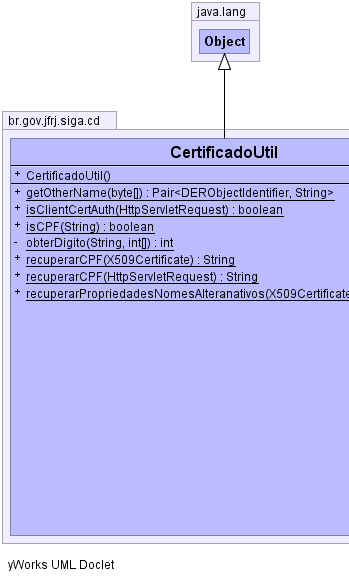 java.lang
Object
br.gov.jfrj.siga.cd
CertificadoUtil
+ CertificadoUtil()
+ getOtherName(byte[]) : Pair<DERObjectIdentifier, String>
+ isClientCertAuth(HttpServletRequest) : boolean
+ isCPF(String) : boolean
- obterDigito(String, int[]) : int
+ recuperarCPF(X509Certificate) : String
+ recuperarCPF(HttpServletRequest) : String
+ recuperarPropriedadesNomesAlteranativos(X509Certificate
yWorks UML Doclet